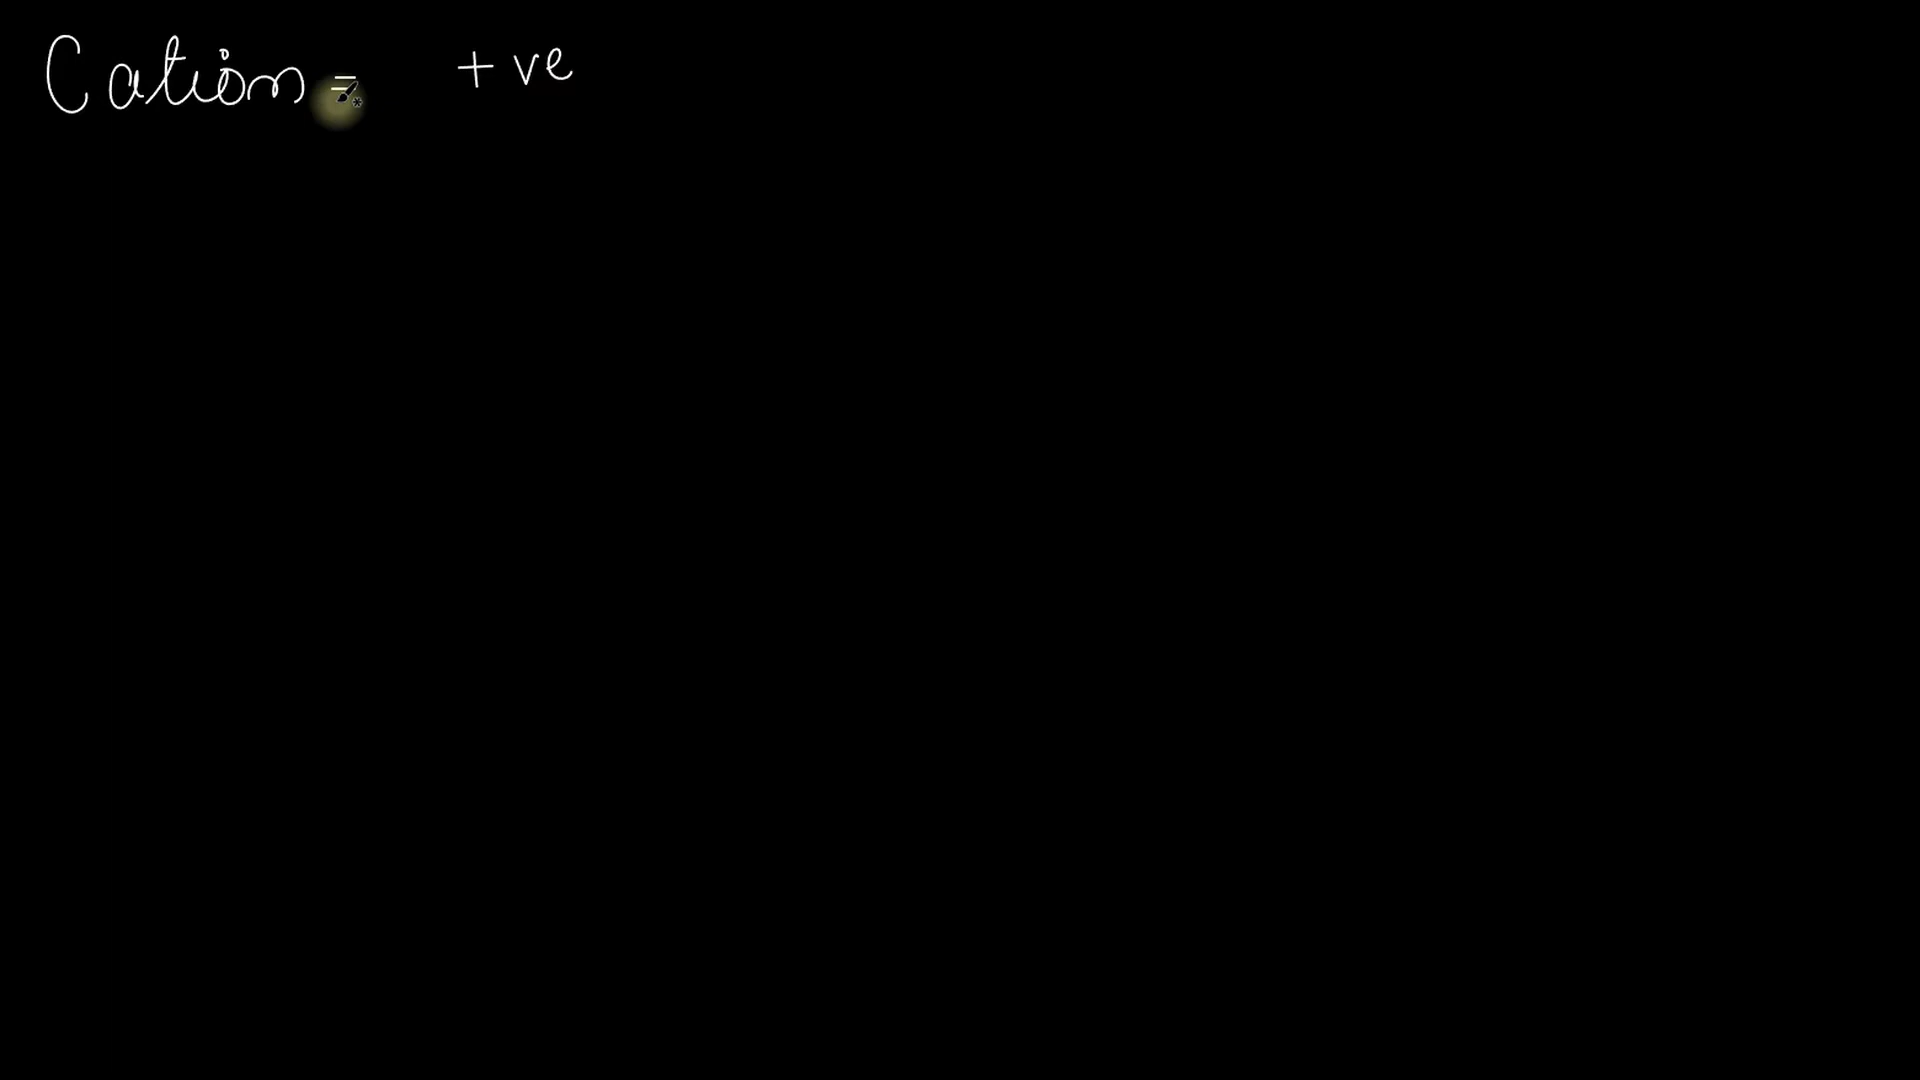 Cation = +ve